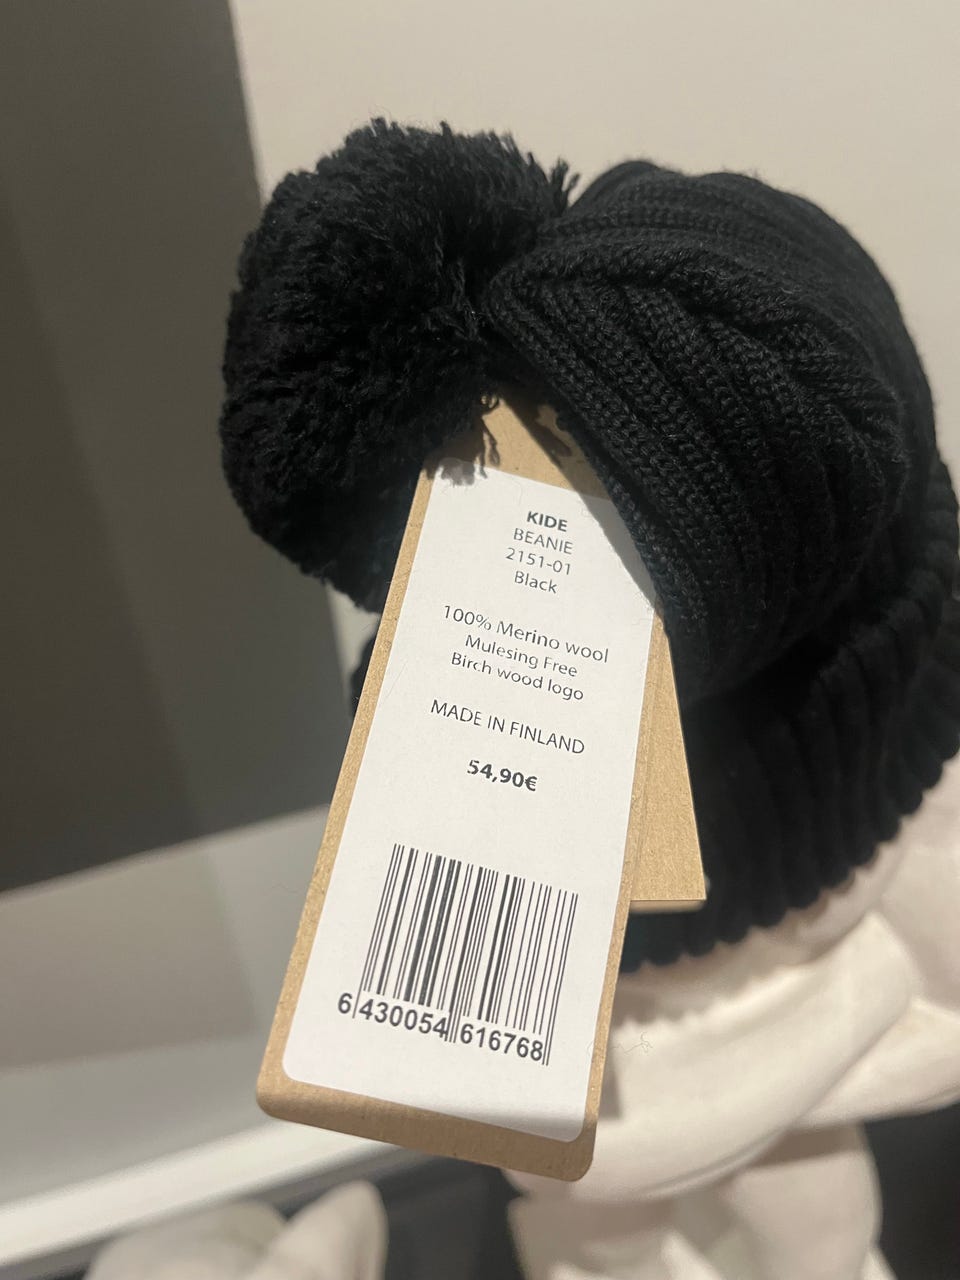 KIDE
BEANIE
2151-01
Black
100% Merino wool
Mulesing Free
Birch wood logo
MADE IN FINLAND
54,90€
6 430054 616768